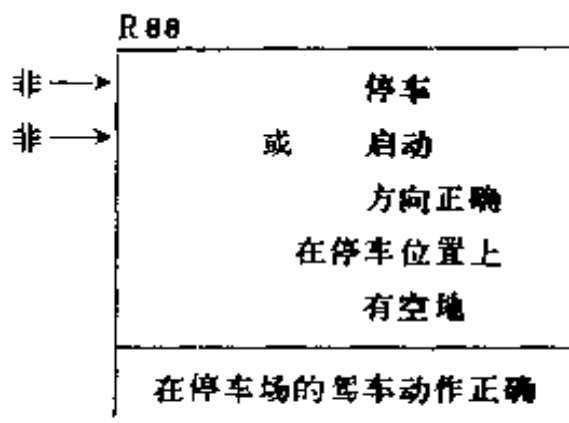 R88
非 停车
非 或 启动
方向正确
在停车位置上
有空地
在停车场的驾车动作正确